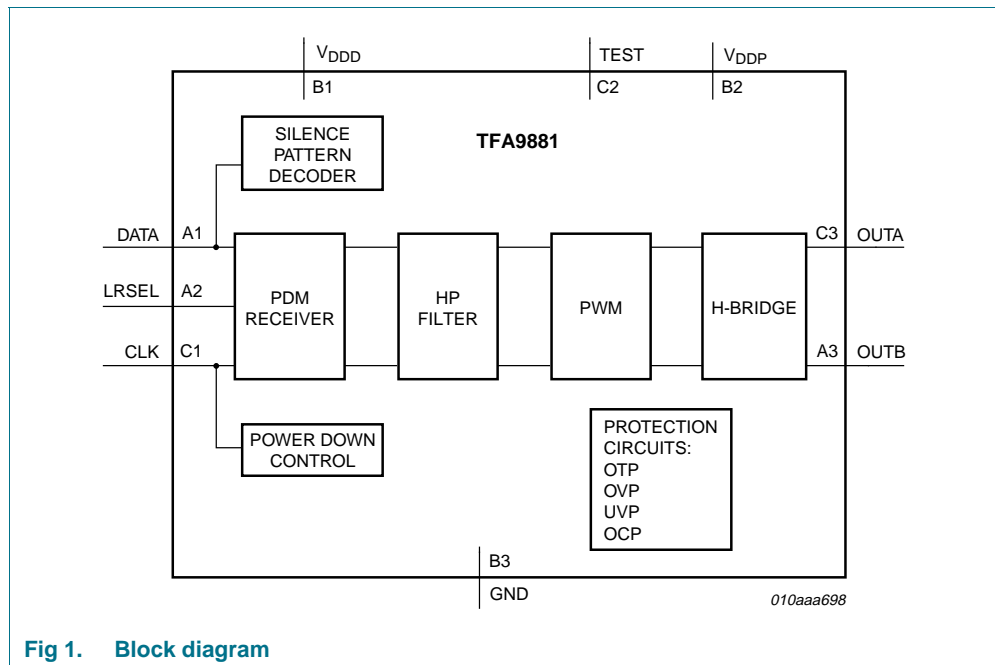 VDDD
TEST
VDDP
B1
C2
B2
TFA9881
SILENCE
PATTERN
DECODER
DATA
A1
C3
OUTA
LRSEL
A2
PDM
RECEIVER
HP
FILTER
PWM
H-BRIDGE
CLK
C1
A3
OUTB
POWER DOWN
CONTROL
PROTECTION
CIRCUITS:
OTP
OVP
UVP
OCP
B3
GND
010aaa698
Fig 1. Block diagram